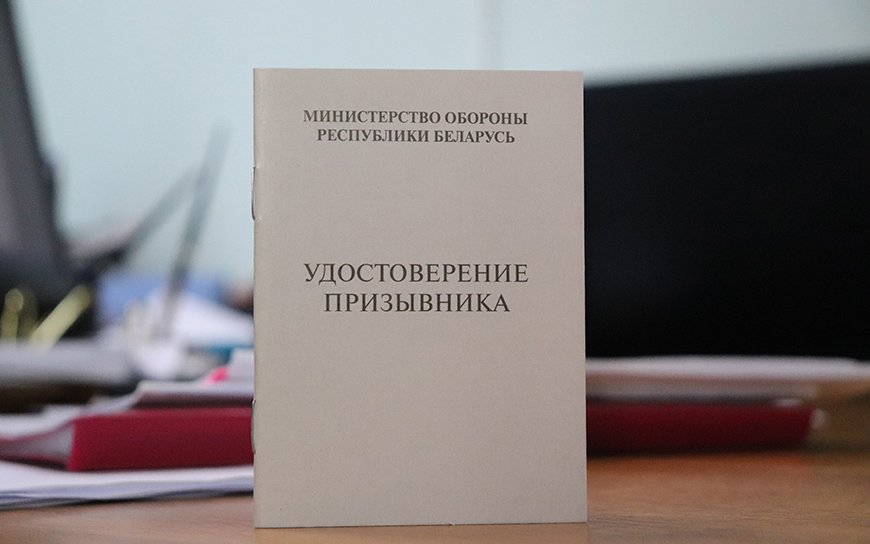 МИНИСТЕРСТВО ОБОРОНЫ
РЕСПУБЛИКИ БЕЛАРУСЬ
УДОСТОВЕРЕНИЕ
ПРИЗЫВНИКА